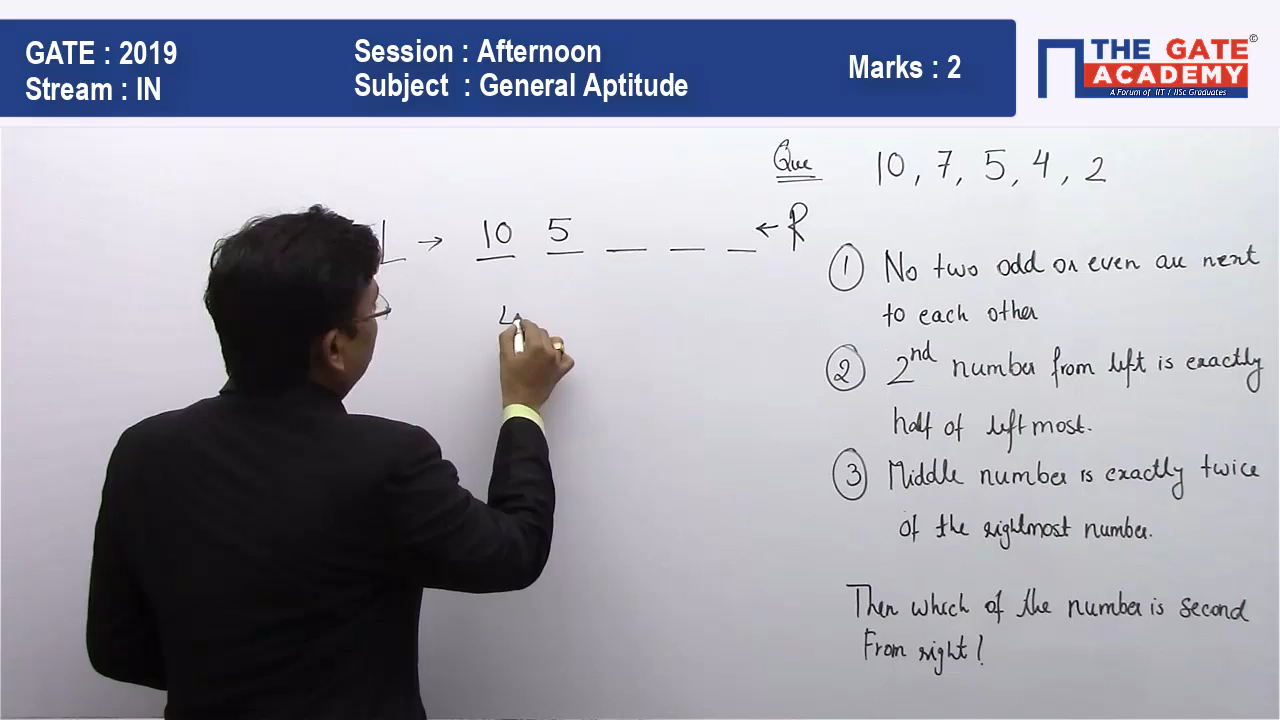 GATE : 2019
Stream : IN
Session : Afternoon
Subject : General Aptitude
Marks : 2
THE GATE
ACADEMY
©
A Forum of IIT / IISc Graduates
Que 10, 7, 5, 4, 2
L → 10 5 _ _ _ ← R
4
① No two odd or even are next
to each other
② 2nd number from left is exactly
half of left most.
③ Middle number is exactly twice
of the rightmost number.
Then which of the number is second
From right?